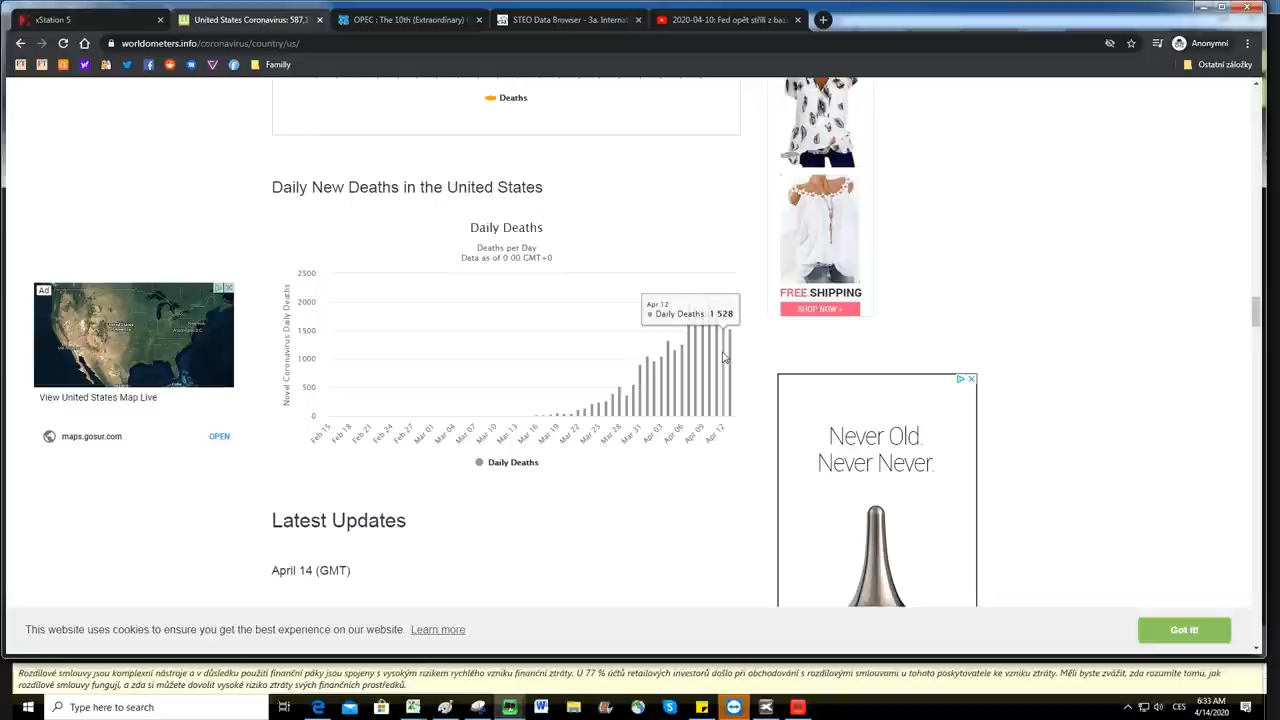 xStation 5
United States Coronavirus: 587,1
OPEC : The 10th (Extraordinary) (
STEO Data Browser - 3a. Internat
2020-04-10: Fed opět střílí z baz
worldometers.info/coronavirus/country/us/
Anonymní
Familly
Ostatní záložky
Deaths
Daily New Deaths in the United States
Daily Deaths
Deaths per Day
Data as of 0:00 GMT+0
Novel Coronavirus Daily Deaths
2500
2000
1500
1000
500
0
Apr 12
Daily Deaths: 1 528
Feb 15
Feb 18
Feb 21
Feb 24
Feb 27
Mar 01
Mar 04
Mar 07
Mar 10
Mar 13
Mar 16
Mar 19
Mar 22
Mar 25
Mar 28
Mar 31
Apr 03
Apr 06
Apr 09
Apr 12
Daily Deaths
Ad
View United States Map Live
maps.gosur.com
OPEN
FREE SHIPPING
SHOP NOW >
Never Old.
Never Never.
Latest Updates
April 14 (GMT)
This website uses cookies to ensure you get the best experience on our website. Learn more
Got it!
Rozdílové smlouvy jsou komplexní nástroje a v důsledku použití finanční páky jsou spojeny s vysokým rizikem rychlého vzniku finanční ztráty. U 77 % účtů retailových investorů došlo při obchodování s rozdílovými smlouvami u tohoto poskytovatele ke vzniku ztráty. Měli byste zvážit, zda rozumíte tomu, jak
rozdílové smlouvy fungují, a zda si můžete dovolit vysoké riziko ztráty svých finančních prostředků.
Type here to search
CES
6:33 AM
4/14/2020